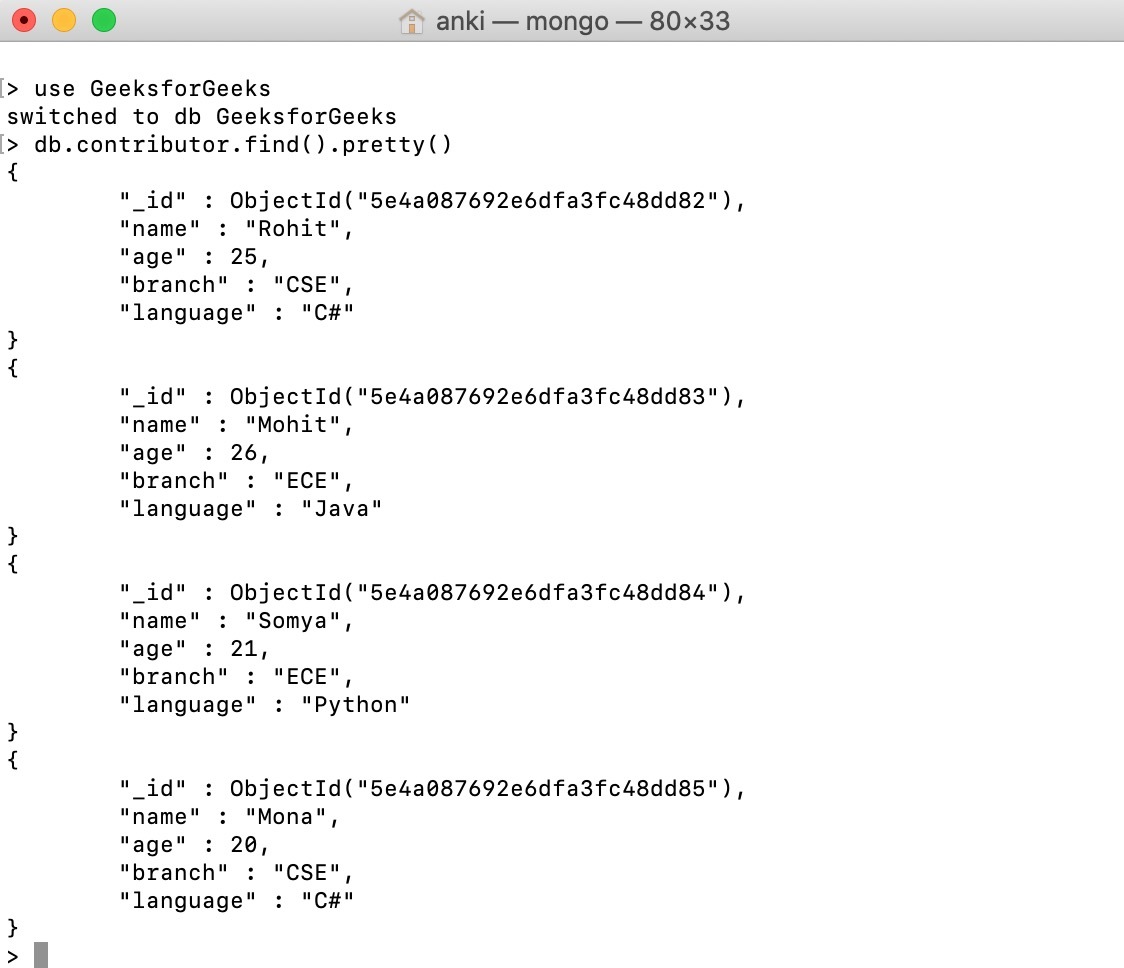 anki — mongo — 80×33
[> use GeeksforGeeks
switched to db GeeksforGeeks
[> db.contributor.find().pretty()
{
        "_id" : ObjectId("5e4a087692e6dfa3fc48dd82"),
        "name" : "Rohit",
        "age" : 25,
        "branch" : "CSE",
        "language" : "C#"
}
{
        "_id" : ObjectId("5e4a087692e6dfa3fc48dd83"),
        "name" : "Mohit",
        "age" : 26,
        "branch" : "ECE",
        "language" : "Java"
}
{
        "_id" : ObjectId("5e4a087692e6dfa3fc48dd84"),
        "name" : "Somya",
        "age" : 21,
        "branch" : "ECE",
        "language" : "Python"
}
{
        "_id" : ObjectId("5e4a087692e6dfa3fc48dd85"),
        "name" : "Mona",
        "age" : 20,
        "branch" : "CSE",
        "language" : "C#"
}
>